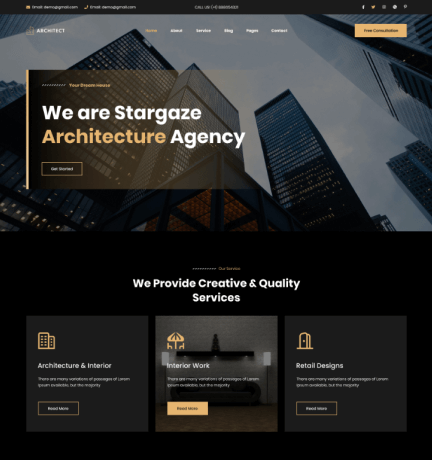 Email: demo@gmail.com
Email: demo@gmail.com
ARCHITECT
Home
About
Service
Blog
Pages
Contact
Free Consultation
Your Dream House
We are Stargaze
Architecture Agency
Get Started
Our Service
We Provide Creative & Quality
Services
Architecture & Interior
There are many variations of passages of Lorem
Ipsum available, but the majority
Read More
Interior Work
There are many variations of passages of Lorem
Ipsum available, but the majority
Read More
Retail Designs
There are many variations of passages of Lorem
Ipsum available, but the majority
Read More